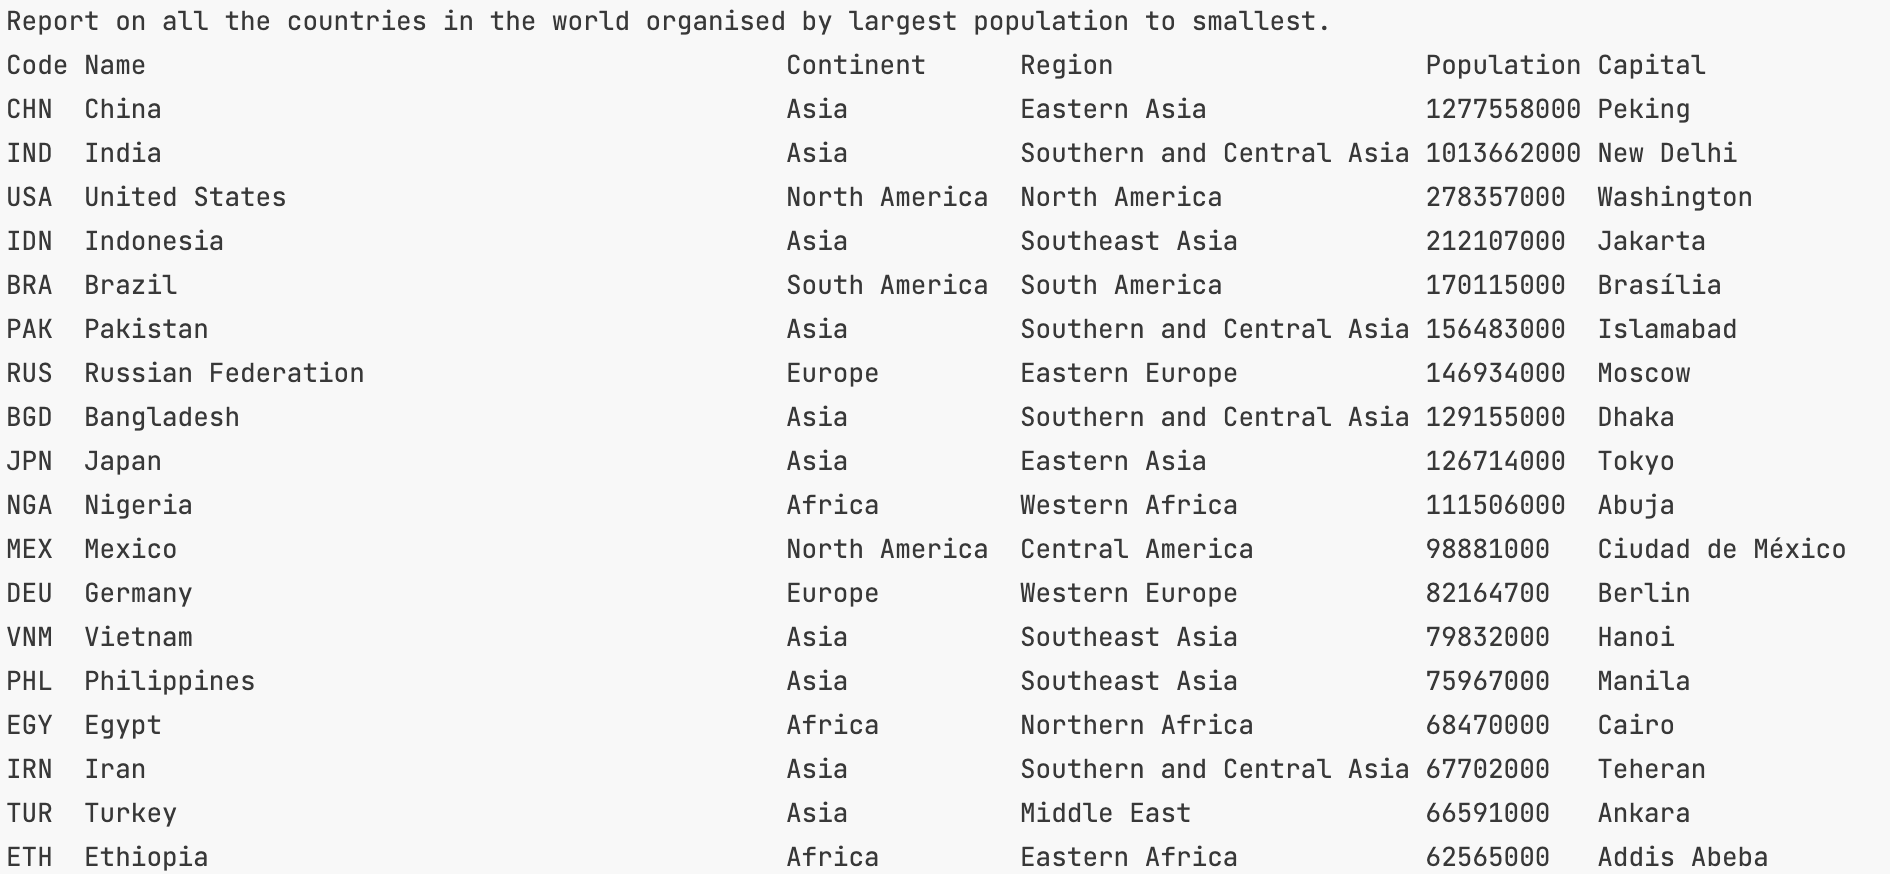 Report on all the countries in the world organised by largest population to smallest.
Code Name Continent Region Population Capital
CHN China Asia Eastern Asia 1277558000 Peking
IND India Asia Southern and Central Asia 1013662000 New Delhi
USA United States North America North America 278357000 Washington
IDN Indonesia Asia Southeast Asia 212107000 Jakarta
BRA Brazil South America South America 170115000 Brasília
PAK Pakistan Asia Southern and Central Asia 156483000 Islamabad
RUS Russian Federation Europe Eastern Europe 146934000 Moscow
BGD Bangladesh Asia Southern and Central Asia 129155000 Dhaka
JPN Japan Asia Eastern Asia 126714000 Tokyo
NGA Nigeria Africa Western Africa 111506000 Abuja
MEX Mexico North America Central America 98881000 Ciudad de México
DEU Germany Europe Western Europe 82164700 Berlin
VNM Vietnam Asia Southeast Asia 79832000 Hanoi
PHL Philippines Asia Southeast Asia 75967000 Manila
EGY Egypt Africa Northern Africa 68470000 Cairo
IRN Iran Asia Southern and Central Asia 67702000 Teheran
TUR Turkey Asia Middle East 66591000 Ankara
ETH Ethiopia Africa Eastern Africa 62565000 Addis Abeba